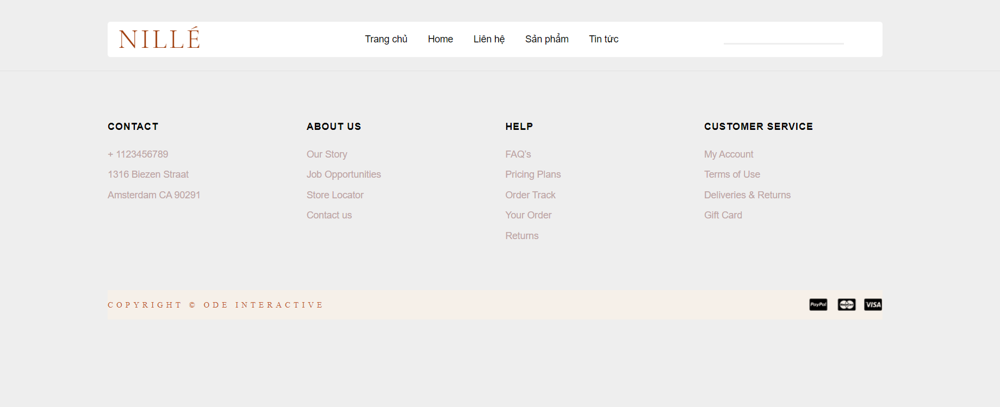 NILLÉ
Trang chủ Home Liên hệ Sản phẩm Tin tức
CONTACT
+ 1123456789
1316 Biezen Straat
Amsterdam CA 90291
ABOUT US
Our Story
Job Opportunities
Store Locator
Contact us
HELP
FAQ's
Pricing Plans
Order Track
Your Order
Returns
CUSTOMER SERVICE
My Account
Terms of Use
Deliveries & Returns
Gift Card
COPYRIGHT © ODE INTERACTIVE
PayPal MasterCard VISA